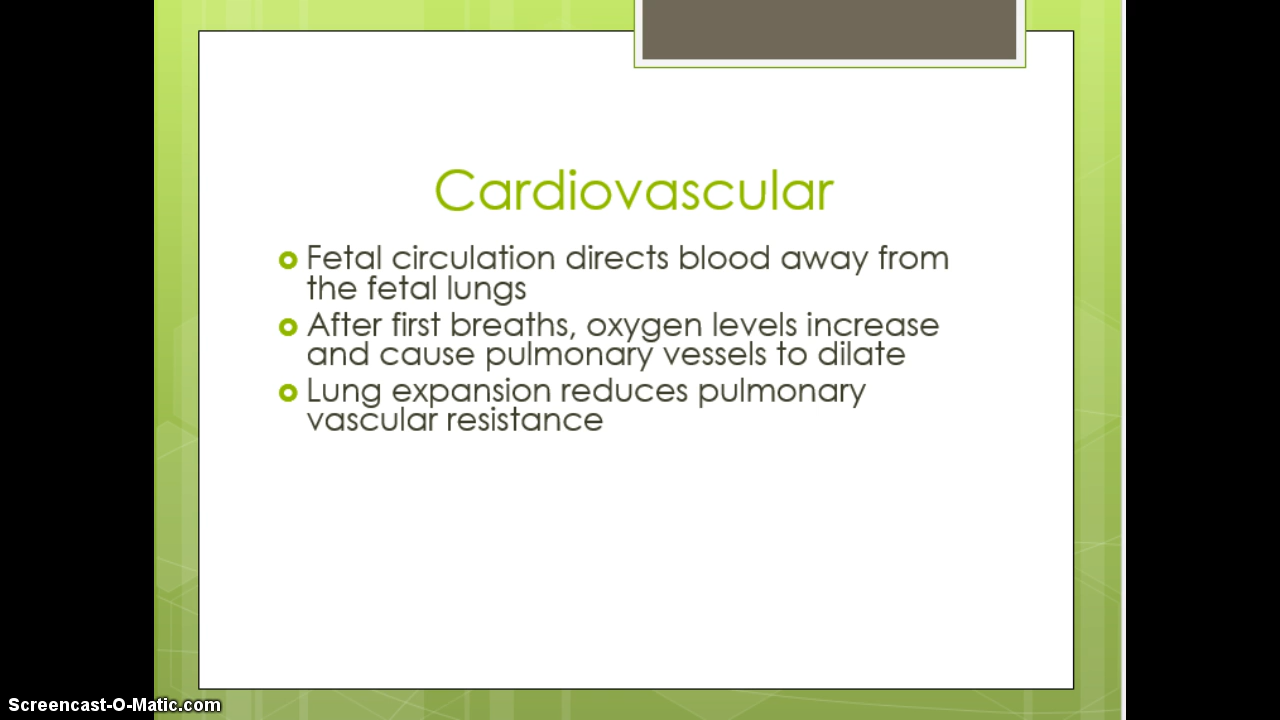 Cardiovascular
Fetal circulation directs blood away from
the fetal lungs
After first breaths, oxygen levels increase
and cause pulmonary vessels to dilate
Lung expansion reduces pulmonary
vascular resistance
Screencast-O-Matic.com